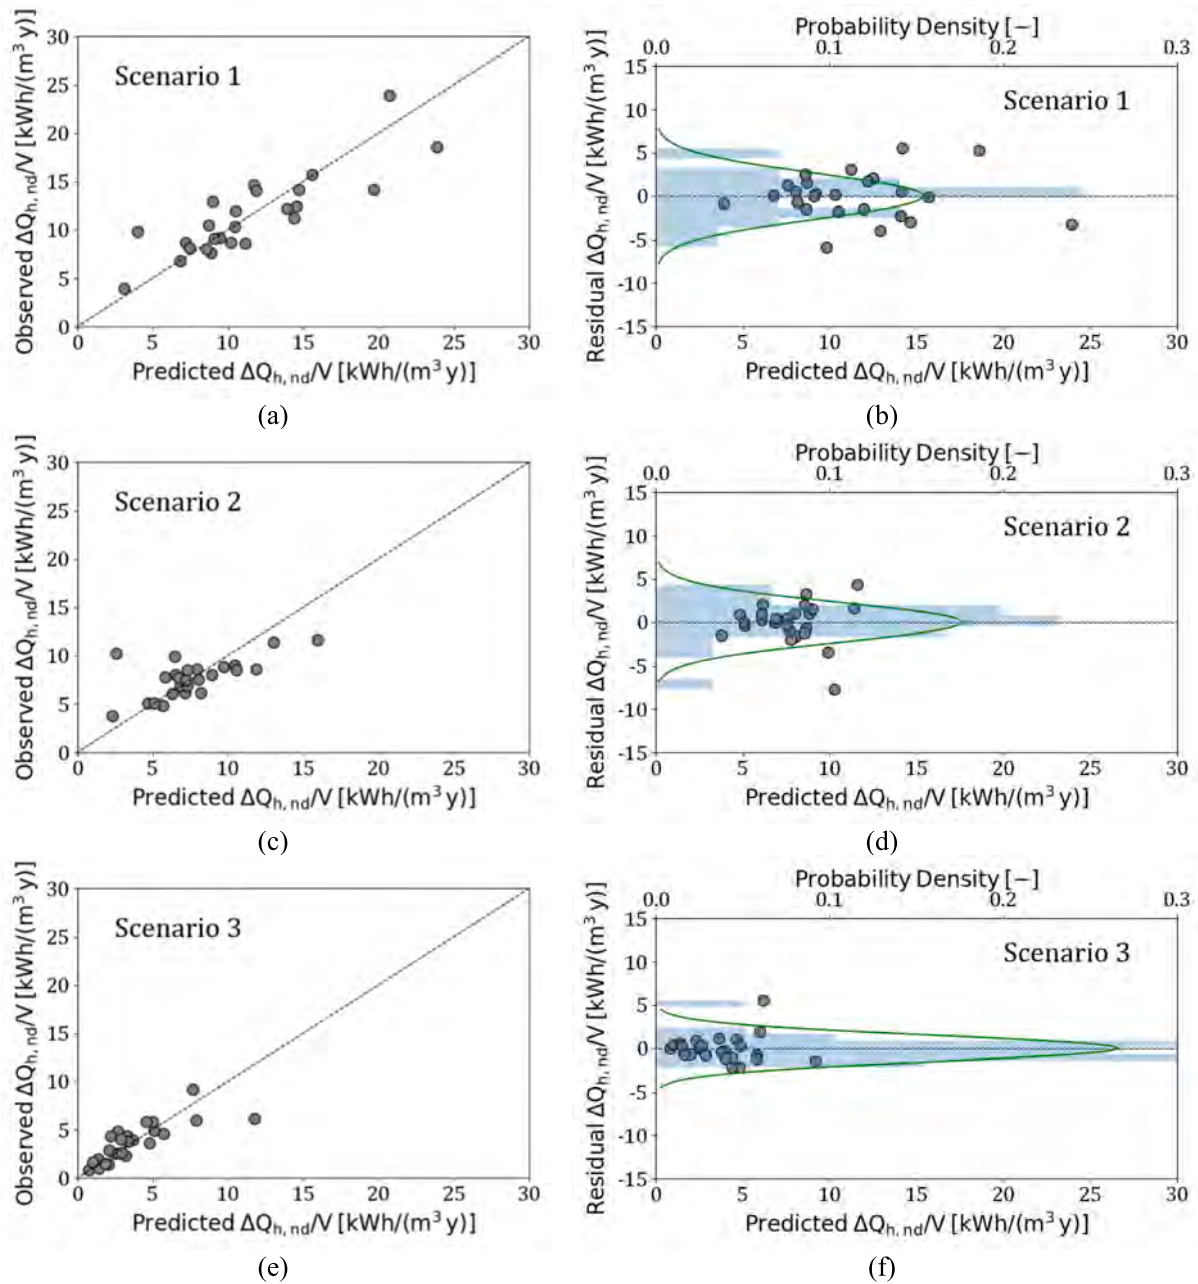 Observed ΔQh, nd/V [kWh/(m³ y)]
30
25
20
15
10
5
0
Scenario 1
0 5 10 15 20 25 30
Predicted ΔQh, nd/V [kWh/(m³ y)]
(a)
Probability Density [−]
0.0 0.1 0.2 0.3
Residual ΔQh, nd/V [kWh/(m³ y)]
15
10
5
0
-5
-10
-15
Scenario 1
0 5 10 15 20 25 30
Predicted ΔQh, nd/V [kWh/(m³ y)]
(b)
Observed ΔQh, nd/V [kWh/(m³ y)]
30
25
20
15
10
5
0
Scenario 2
0 5 10 15 20 25 30
Predicted ΔQh, nd/V [kWh/(m³ y)]
(c)
Probability Density [−]
0.0 0.1 0.2 0.3
Residual ΔQh, nd/V [kWh/(m³ y)]
15
10
5
0
-5
-10
-15
Scenario 2
0 5 10 15 20 25 30
Predicted ΔQh, nd/V [kWh/(m³ y)]
(d)
Observed ΔQh, nd/V [kWh/(m³ y)]
30
25
20
15
10
5
0
Scenario 3
0 5 10 15 20 25 30
Predicted ΔQh, nd/V [kWh/(m³ y)]
(e)
Probability Density [−]
0.0 0.1 0.2 0.3
Residual ΔQh, nd/V [kWh/(m³ y)]
15
10
5
0
-5
-10
-15
Scenario 3
0 5 10 15 20 25 30
Predicted ΔQh, nd/V [kWh/(m³ y)]
(f)